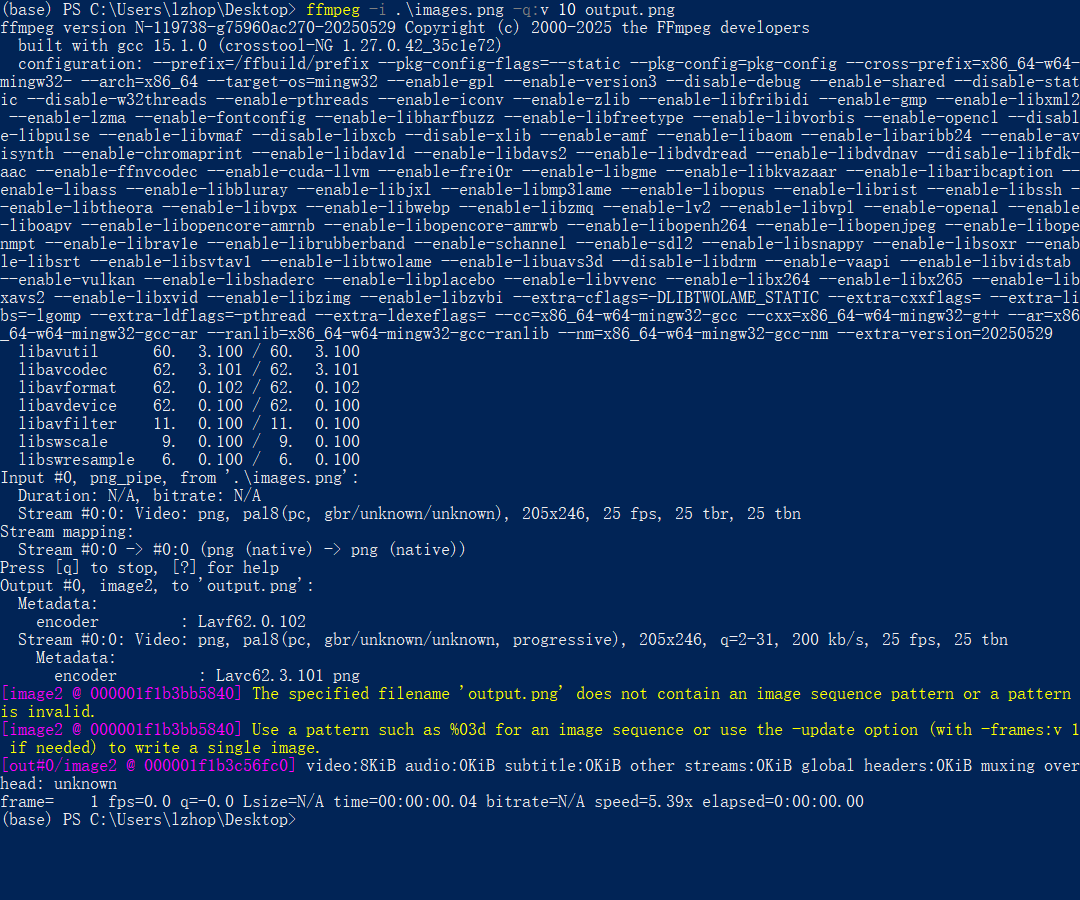 (base) PS C:\Users\lzhop\Desktop> ffmpeg -i .\images.png -q:v 10 output.png
ffmpeg version N-119738-g75960ac270-20250529 Copyright (c) 2000-2025 the FFmpeg developers
  built with gcc 15.1.0 (crosstool-NG 1.27.0.42_35c1e72)
  configuration: --prefix=/ffbuild/prefix --pkg-config-flags=--static --pkg-config=pkg-config --cross-prefix=x86_64-w64-
mingw32- --arch=x86_64 --target-os=mingw32 --enable-gpl --enable-version3 --disable-debug --enable-shared --disable-stat
ic --disable-w32threads --enable-pthreads --enable-iconv --enable-zlib --enable-libfribidi --enable-gmp --enable-libxml2
 --enable-lzma --enable-fontconfig --enable-libharfbuzz --enable-libfreetype --enable-libvorbis --enable-opencl --disabl
e-libpulse --enable-libvmaf --disable-libxcb --disable-xlib --enable-amf --enable-libaom --enable-libaribb24 --enable-av
isynth --enable-chromaprint --enable-libdav1d --enable-libdavs2 --enable-libdvdread --enable-libdvdnav --disable-libfdk-
aac --enable-ffnvcodec --enable-cuda-llvm --enable-frei0r --enable-libgme --enable-libkvazaar --enable-libaribcaption --
enable-libass --enable-libbluray --enable-libjxl --enable-libmp3lame --enable-libopus --enable-librist --enable-libssh -
-enable-libtheora --enable-libvpx --enable-libwebp --enable-libzmq --enable-lv2 --enable-libvpl --enable-openal --enable
-liboapv --enable-libopencore-amrnb --enable-libopencore-amrwb --enable-libopenh264 --enable-libopenjpeg --enable-libope
nmpt --enable-librav1e --enable-librubberband --enable-schannel --enable-sdl2 --enable-libsnappy --enable-libsoxr --enab
le-libsrt --enable-libsvtav1 --enable-libtwolame --enable-libuavs3d --disable-libdrm --enable-vaapi --enable-libvidstab
--enable-vulkan --enable-libshaderc --enable-libplacebo --enable-libvvenc --enable-libx264 --enable-libx265 --enable-lib
xavs2 --enable-libxvid --enable-libzimg --enable-libzvbi --extra-cflags=-DLIBTWOLAME_STATIC --extra-cxxflags= --extra-li
bs=-lgomp --extra-ldflags=-pthread --extra-ldexeflags= --cc=x86_64-w64-mingw32-gcc --cxx=x86_64-w64-mingw32-g++ --ar=x86
_64-w64-mingw32-gcc-ar --ranlib=x86_64-w64-mingw32-gcc-ranlib --nm=x86_64-w64-mingw32-gcc-nm --extra-version=20250529
  libavutil      60.  3.100 / 60.  3.100
  libavcodec     62.  3.101 / 62.  3.101
  libavformat    62.  0.102 / 62.  0.102
  libavdevice    62.  0.100 / 62.  0.100
  libavfilter    11.  0.100 / 11.  0.100
  libswscale      9.  0.100 /  9.  0.100
  libswresample   6.  0.100 /  6.  0.100
Input #0, png_pipe, from '.\images.png':
  Duration: N/A, bitrate: N/A
  Stream #0:0: Video: png, pal8(pc, gbr/unknown/unknown), 205x246, 25 fps, 25 tbr, 25 tbn
Stream mapping:
  Stream #0:0 -> #0:0 (png (native) -> png (native))
Press [q] to stop, [?] for help
Output #0, image2, to 'output.png':
  Metadata:
    encoder         : Lavf62.0.102
  Stream #0:0: Video: png, pal8(pc, gbr/unknown/unknown, progressive), 205x246, q=2-31, 200 kb/s, 25 fps, 25 tbn
    Metadata:
      encoder         : Lavc62.3.101 png
[image2 @ 000001f1b3bb5840] The specified filename 'output.png' does not contain an image sequence pattern or a pattern
is invalid.
[image2 @ 000001f1b3bb5840] Use a pattern such as %03d for an image sequence or use the -update option (with -frames:v 1
 if needed) to write a single image.
[out#0/image2 @ 000001f1b3c56fc0] video:8KiB audio:0KiB subtitle:0KiB other streams:0KiB global headers:0KiB muxing over
head: unknown
frame=    1 fps=0.0 q=-0.0 Lsize=N/A time=00:00:00.04 bitrate=N/A speed=5.39x elapsed=0:00:00.00
(base) PS C:\Users\lzhop\Desktop>